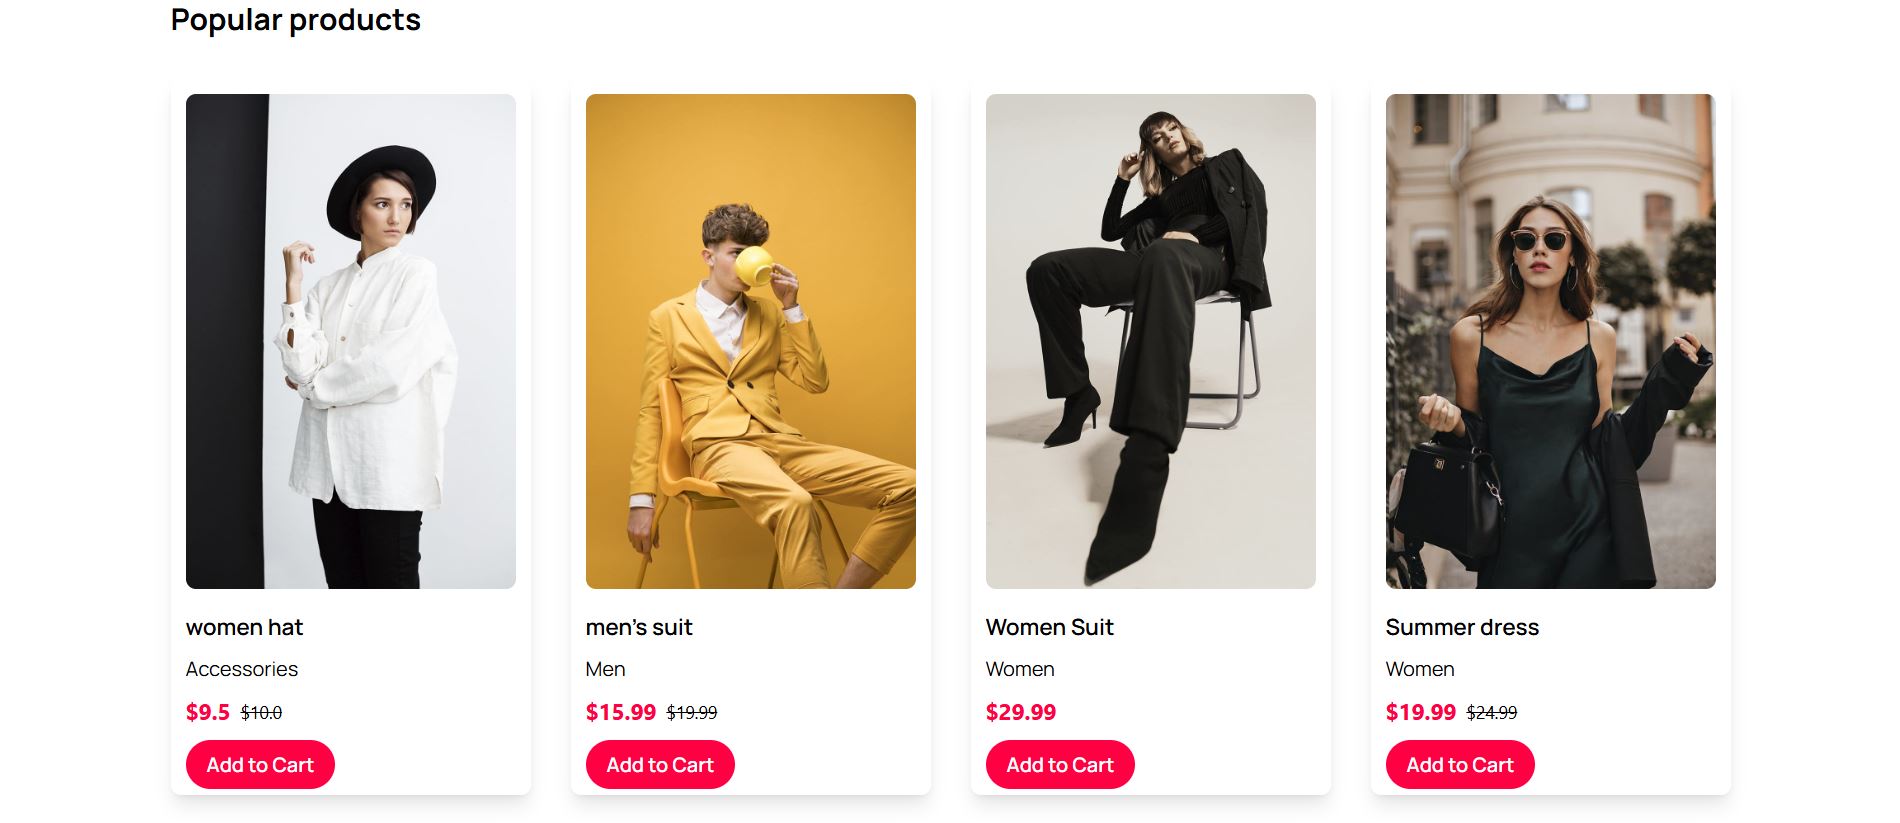 Popular products
women hat
Accessories
$9.5 $10.0
Add to Cart
men's suit
Men
$15.99 $19.99
Add to Cart
Women Suit
Women
$29.99
Add to Cart
Summer dress
Women
$19.99 $24.99
Add to Cart